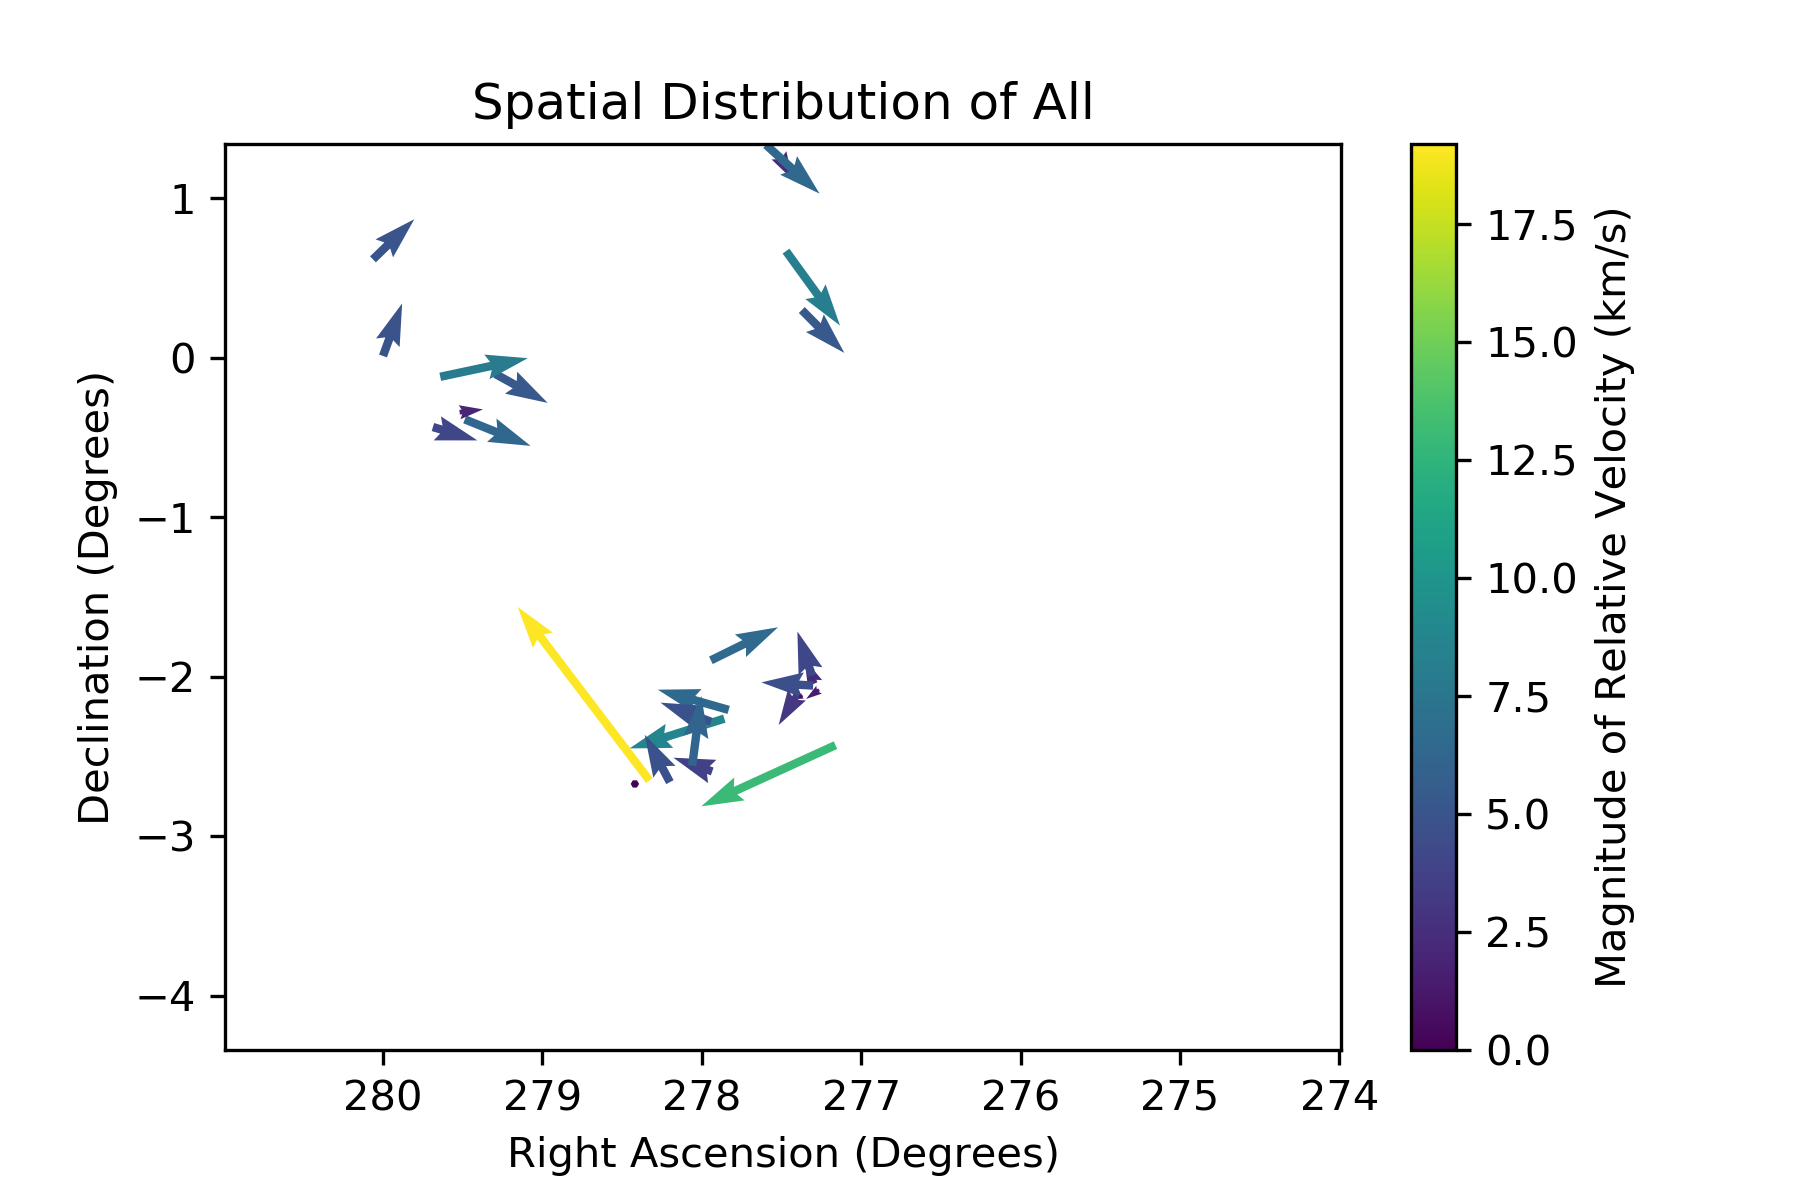 Spatial Distribution of All
1
0
−1
−2
−3
−4
Declination (Degrees)
280 279 278 277 276 275 274
Right Ascension (Degrees)
17.5
15.0
12.5
10.0
7.5
5.0
2.5
0.0
Magnitude of Relative Velocity (km/s)